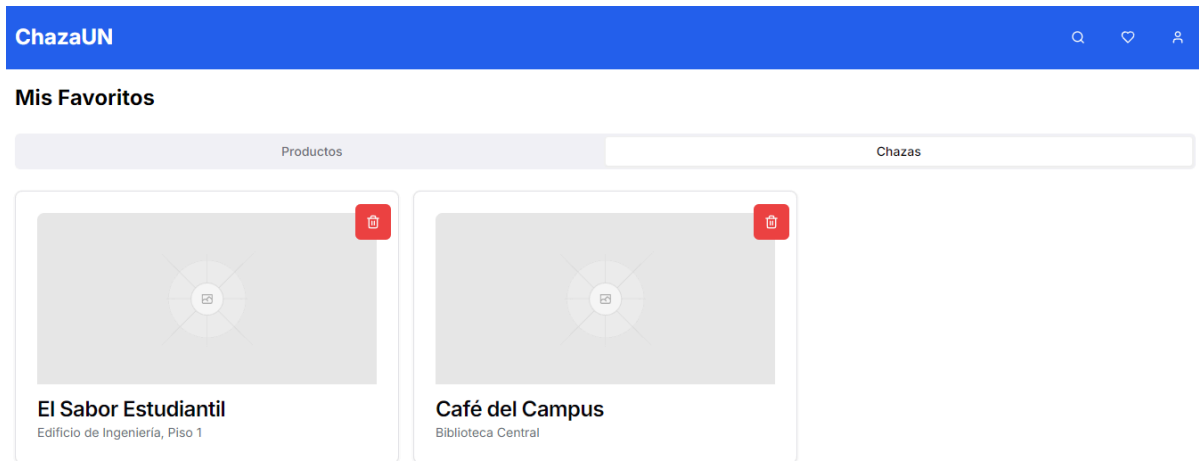 ChazaUN
Mis Favoritos
Productos
Chazas
El Sabor Estudiantil
Edificio de Ingeniería, Piso 1
Café del Campus
Biblioteca Central